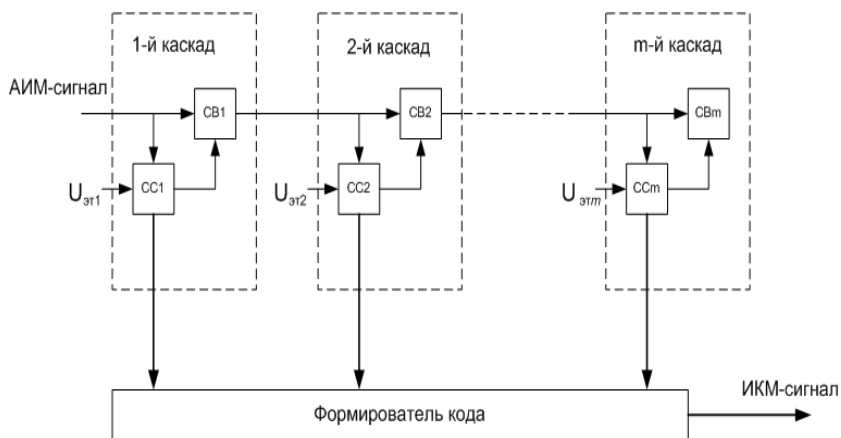 1-й каскад
2-й каскад
m-й каскад
АИМ-сигнал
СВ1
СВ2
СВm
Uэт1
СС1
Uэт2
СС2
Uэтm
ССm
ИКМ-сигнал
Формирователь кода